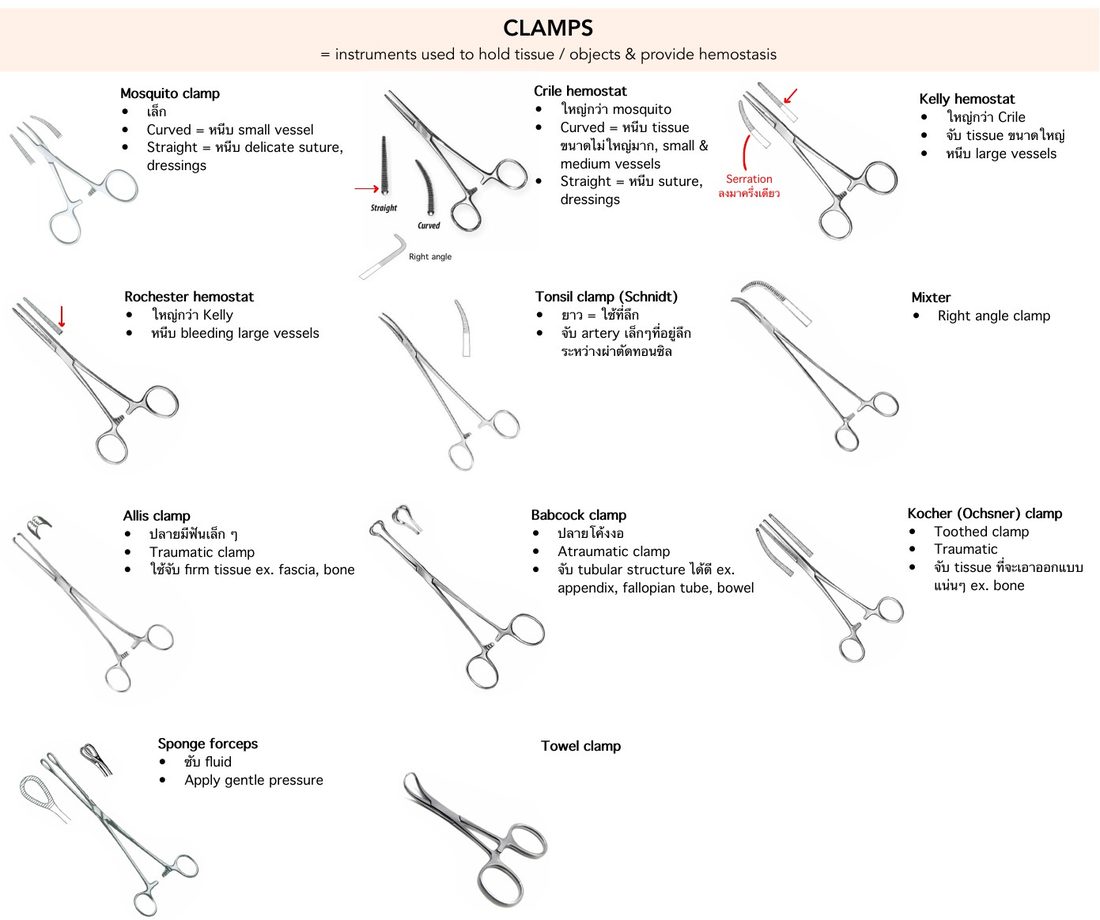 CLAMPS
= instruments used to hold tissue / objects & provide hemostasis
Mosquito clamp
• เล็ก
• Curved = หนีบ small vessel
• Straight = หนีบ delicate suture,
dressings
Crile hemostat
• ใหญ่กว่า mosquito
• Curved = หนีบ tissue
ขนาดไม่ใหญ่มาก, small &
medium vessels
• Straight = หนีบ suture,
dressings
Straight
Curved
Right angle
Kelly hemostat
• ใหญ่กว่า Crile
• จับ tissue ขนาดใหญ่
• หนีบ large vessels
Serration
ลงมาครึ่งเดียว
Rochester hemostat
• ใหญ่กว่า Kelly
• หนีบ bleeding large vessels
Tonsil clamp (Schnidt)
• ยาว = ใช้ที่ลึก
• จับ artery เล็กๆที่อยู่ลึก
ระหว่างผ่าตัดทอนซิล
Mixter
• Right angle clamp
Allis clamp
• ปลายมีฟันเล็ก ๆ
• Traumatic clamp
• ใช้จับ firm tissue ex. fascia, bone
Babcock clamp
• ปลายโค้งงอ
• Atraumatic clamp
• จับ tubular structure ได้ดี ex.
appendix, fallopian tube, bowel
Kocher (Ochsner) clamp
• Toothed clamp
• Traumatic
• จับ tissue ที่จะเอาออกแบบ
แน่นๆ ex. bone
Sponge forceps
• ซับ fluid
• Apply gentle pressure
Towel clamp